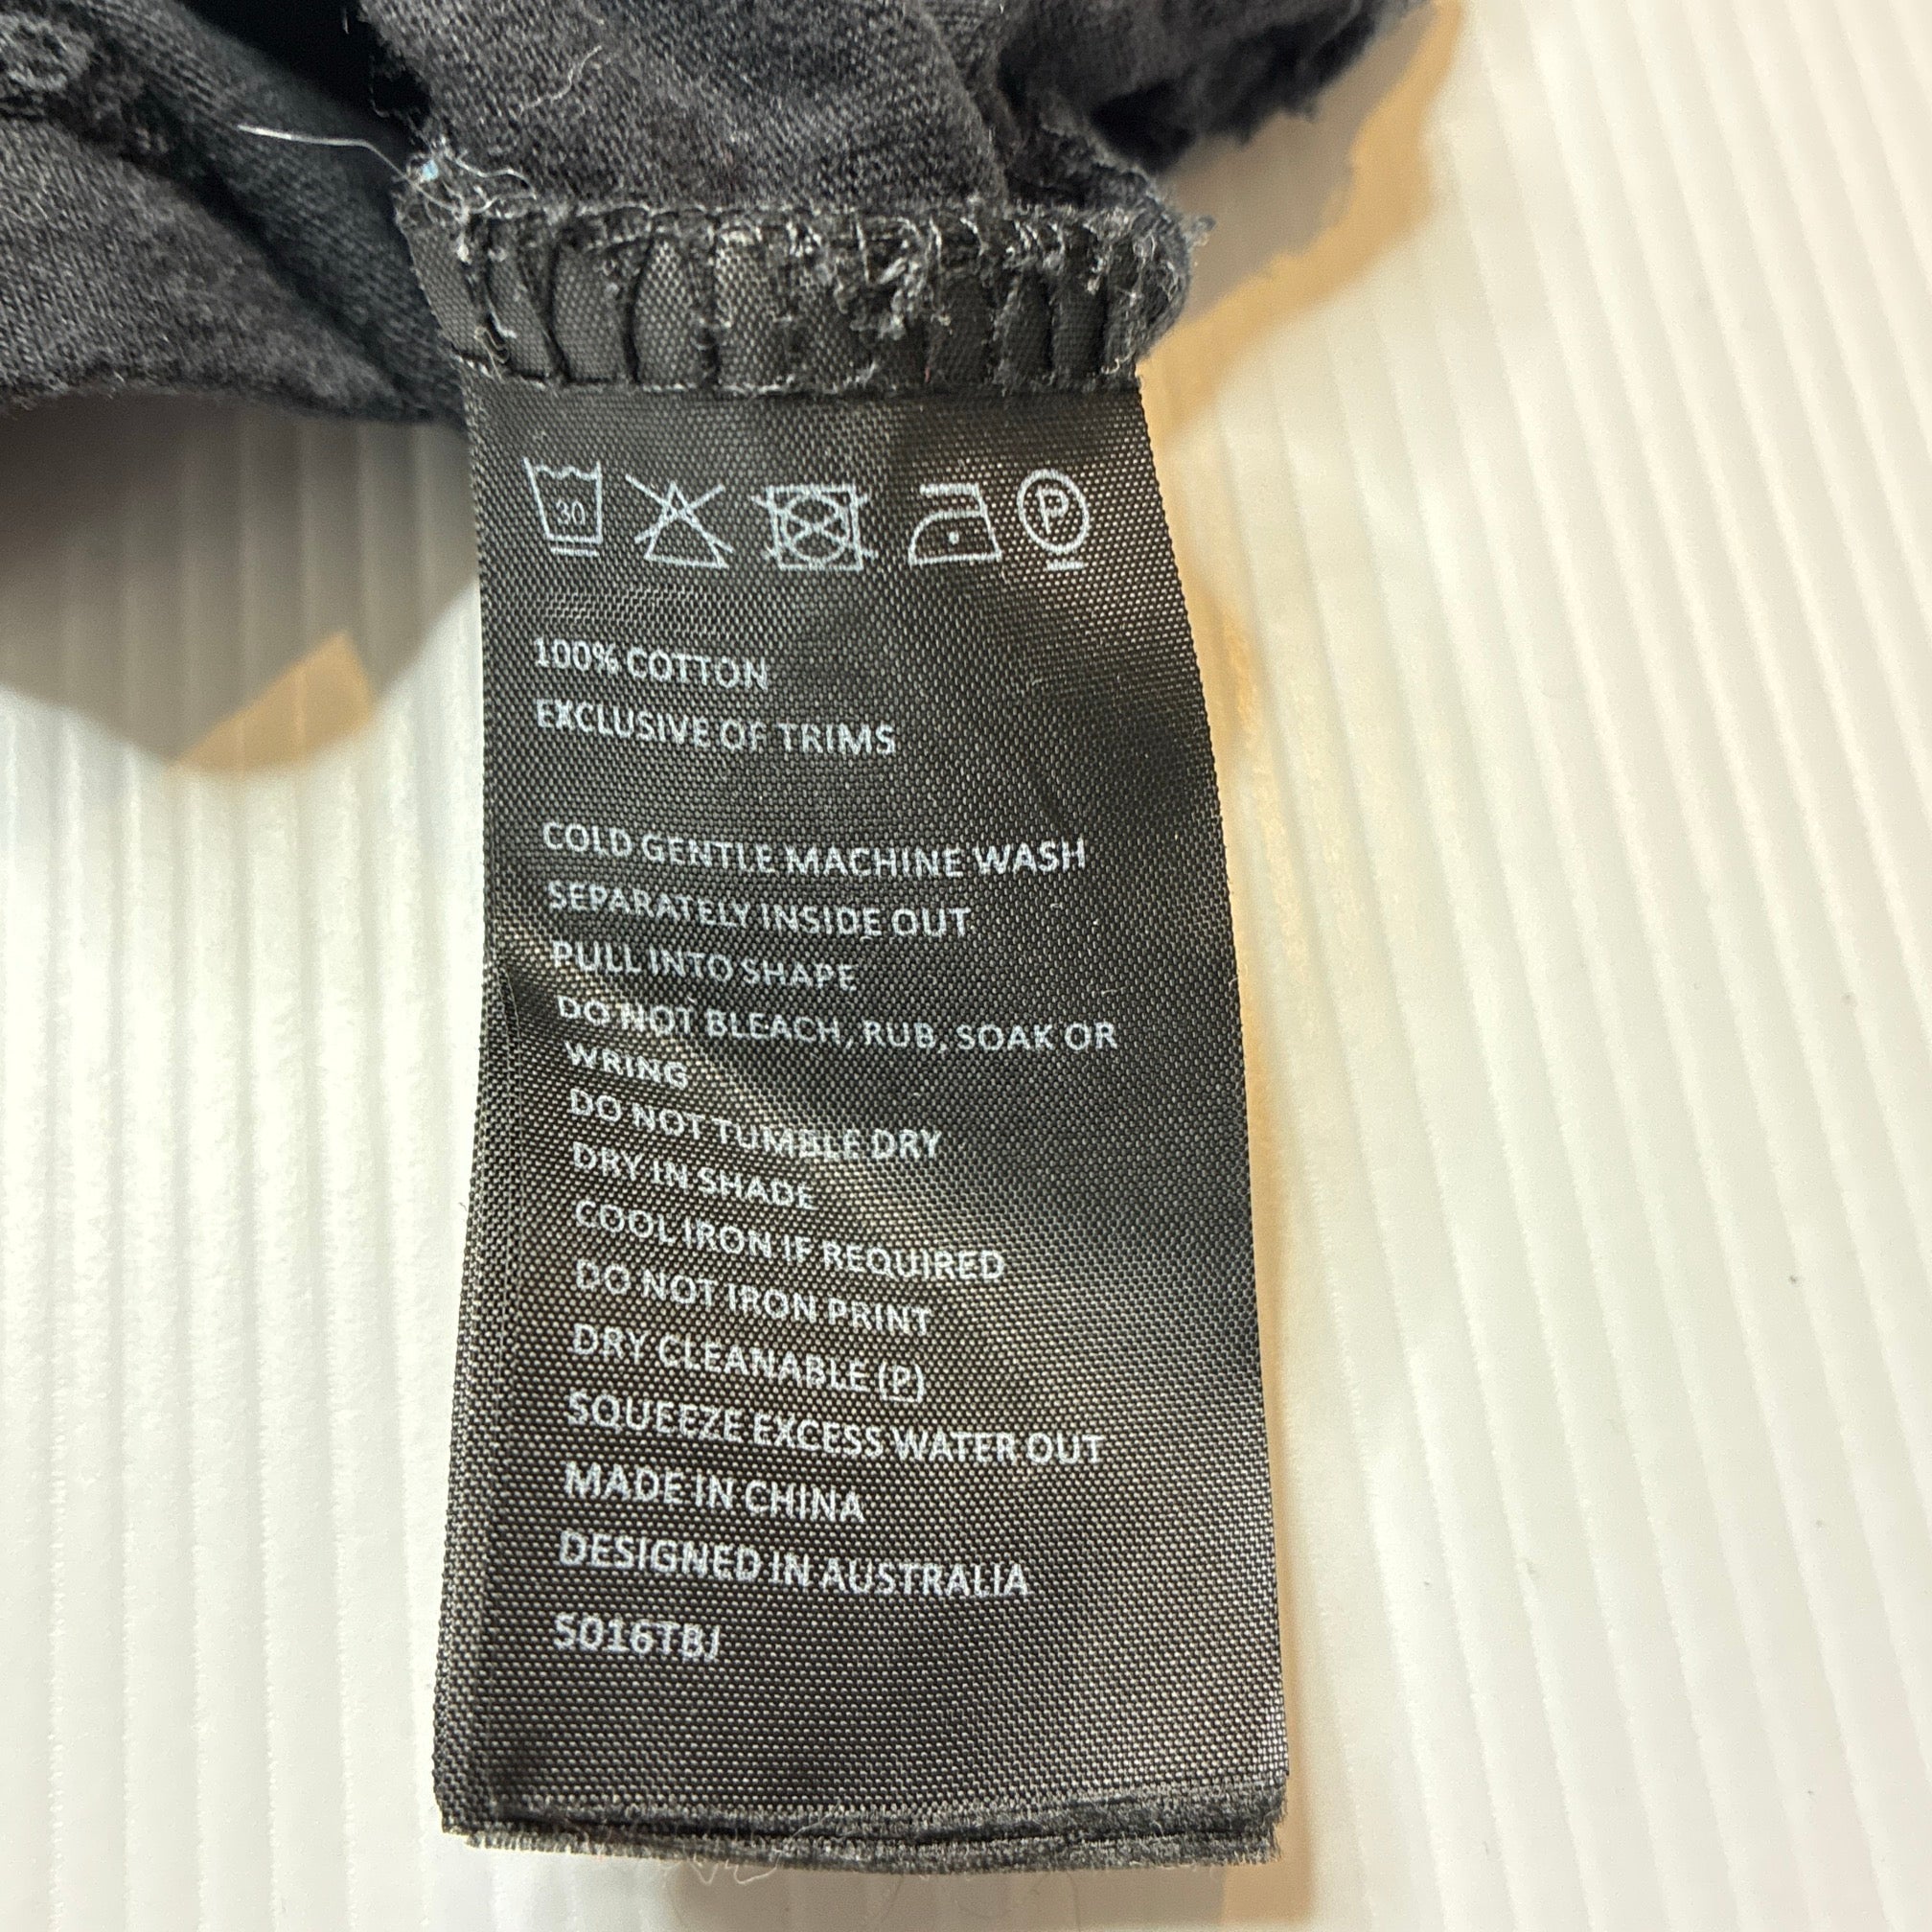 30
P
100% COTTON
EXCLUSIVE OF TRIMS
COLD GENTLE MACHINE WASH
SEPARATELY INSIDE OUT
PULL INTO SHAPE
DO NOT BLEACH, RUB, SOAK OR
WRING
DO NOT TUMBLE DRY
DRY IN SHADE
COOL IRON IF REQUIRED
DO NOT IRON PRINT
DRY CLEANABLE (P)
SQUEEZE EXCESS WATER OUT
MADE IN CHINA
DESIGNED IN AUSTRALIA
5016TBJ